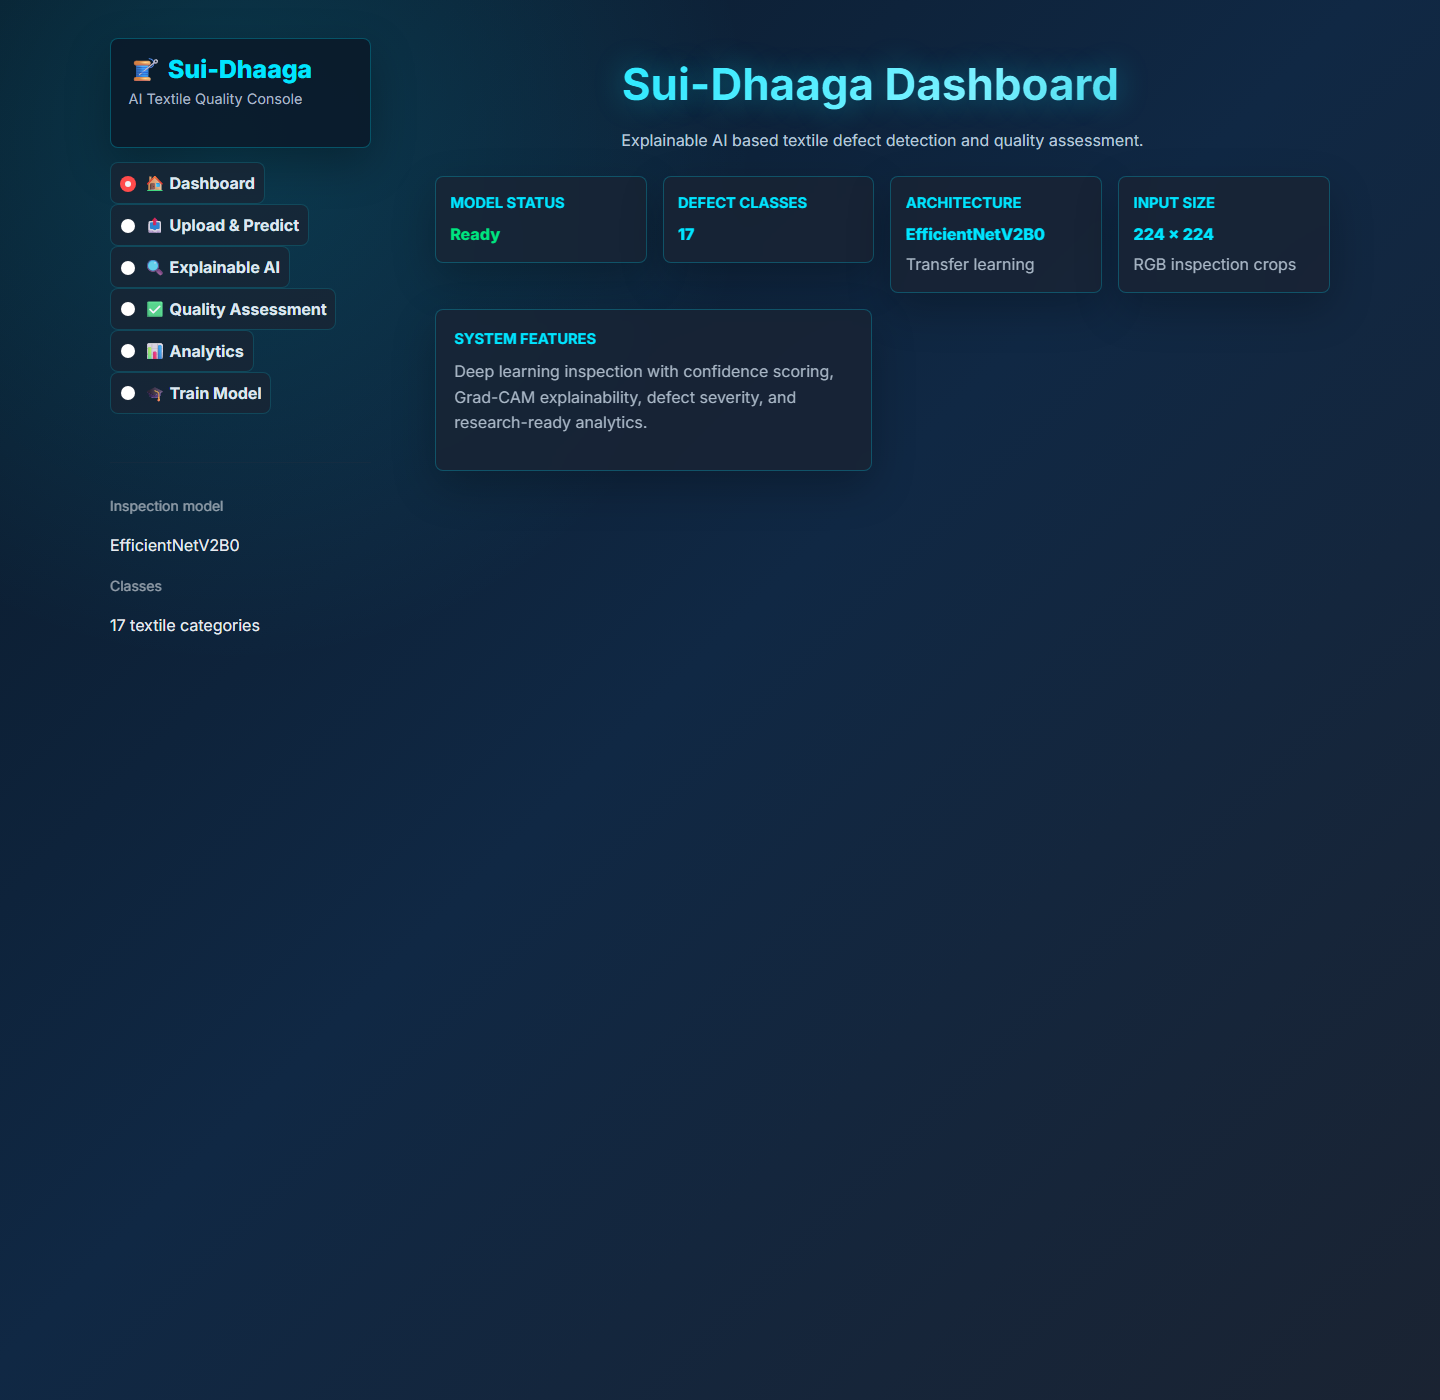 Sui-Dhaaga
AI Textile Quality Console
Dashboard
Upload & Predict
Explainable AI
Quality Assessment
Analytics
Train Model
Inspection model
EfficientNetV2B0
Classes
17 textile categories
Sui-Dhaaga Dashboard
Explainable AI based textile defect detection and quality assessment.
MODEL STATUS
Ready
DEFECT CLASSES
17
ARCHITECTURE
EfficientNetV2B0
Transfer learning
INPUT SIZE
224 × 224
RGB inspection crops
SYSTEM FEATURES
Deep learning inspection with confidence scoring,
Grad-CAM explainability, defect severity, and
research-ready analytics.